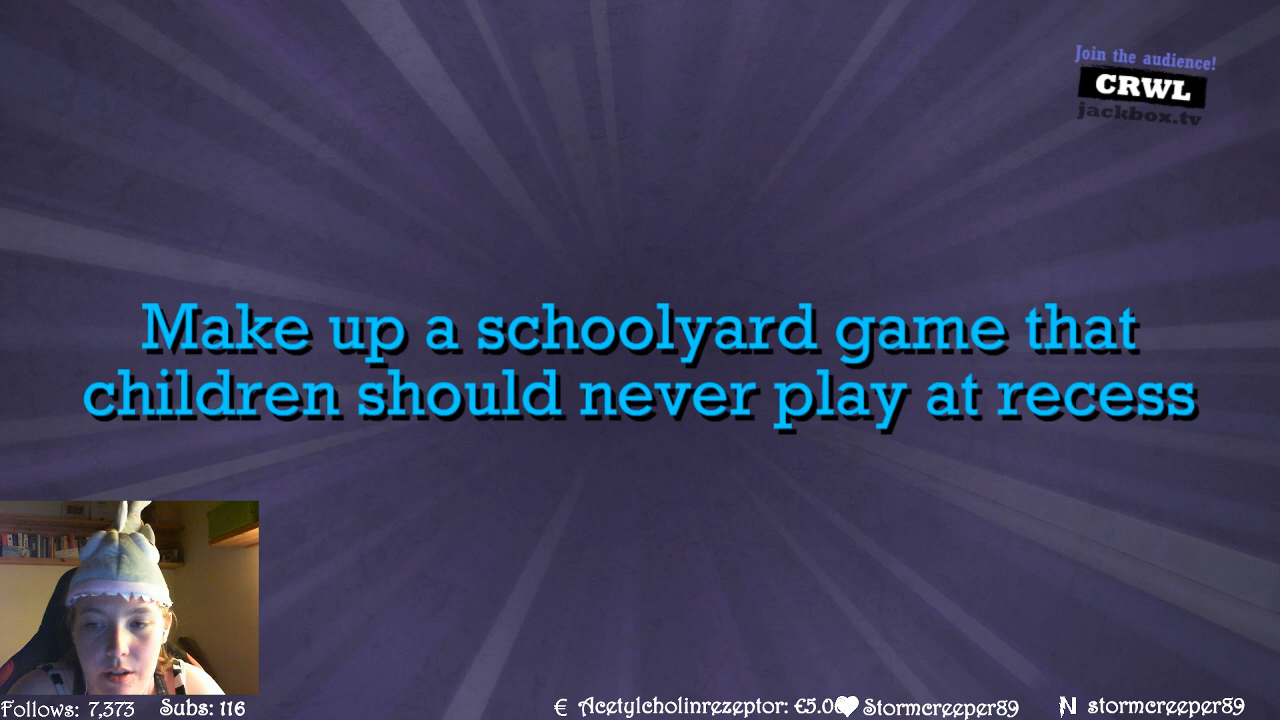 Join the audience!
CRWL
jackbox.tv
Make up a schoolyard game that
children should never play at recess
Follows: 7,373 Subs: 116 € Acetylcholinrezeptor: €5.0 Stormcreeper89 N stormcreeper89